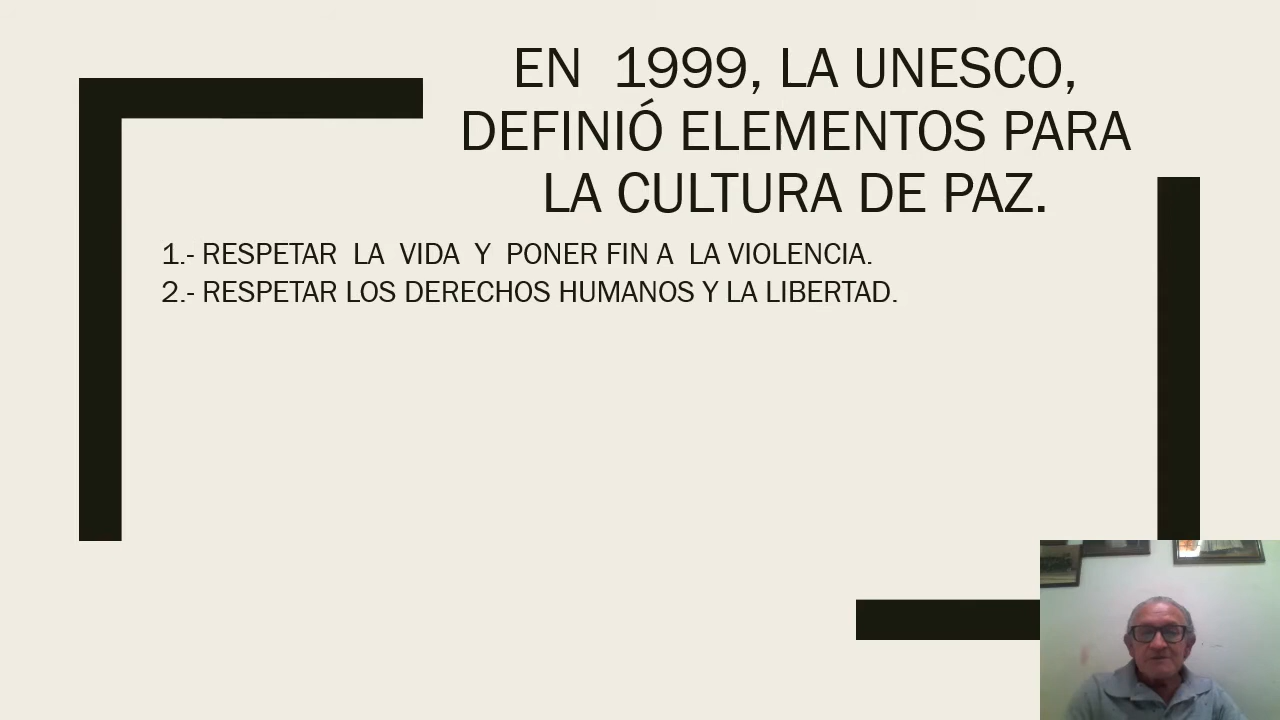 EN 1999, LA UNESCO,
DEFINIÓ ELEMENTOS PARA
LA CULTURA DE PAZ.
1.- RESPETAR LA VIDA Y PONER FIN A LA VIOLENCIA.
2.- RESPETAR LOS DERECHOS HUMANOS Y LA LIBERTAD.